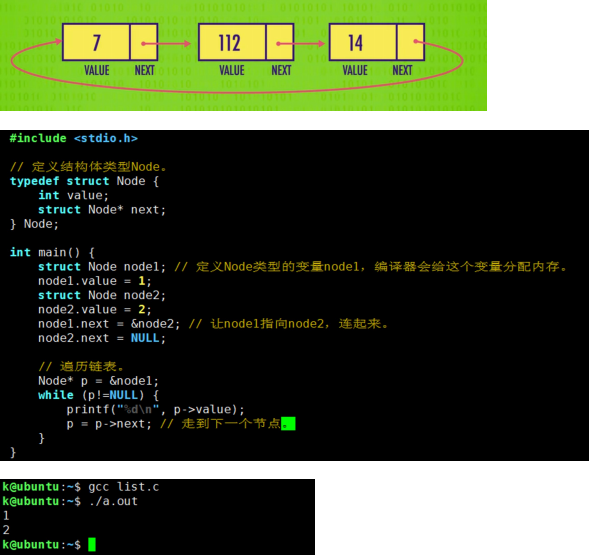 7 112 14
VALUE NEXT VALUE NEXT VALUE NEXT
#include <stdio.h>
// 定义结构体类型Node。
typedef struct Node {
int value;
struct Node* next;
} Node;
int main() {
struct Node node1; // 定义Node类型的变量node1，编译器会给这个变量分配内存。
node1.value = 1;
struct Node node2;
node2.value = 2;
node1.next = &node2; // 让node1指向node2，连起来。
node2.next = NULL;
// 遍历链表。
Node* p = &node1;
while (p!=NULL) {
printf("%d\n", p->value);
p = p->next; // 走到下一个节点。
}
}
k@ubuntu:~$ gcc list.c
k@ubuntu:~$ ./a.out
1
2
k@ubuntu:~$